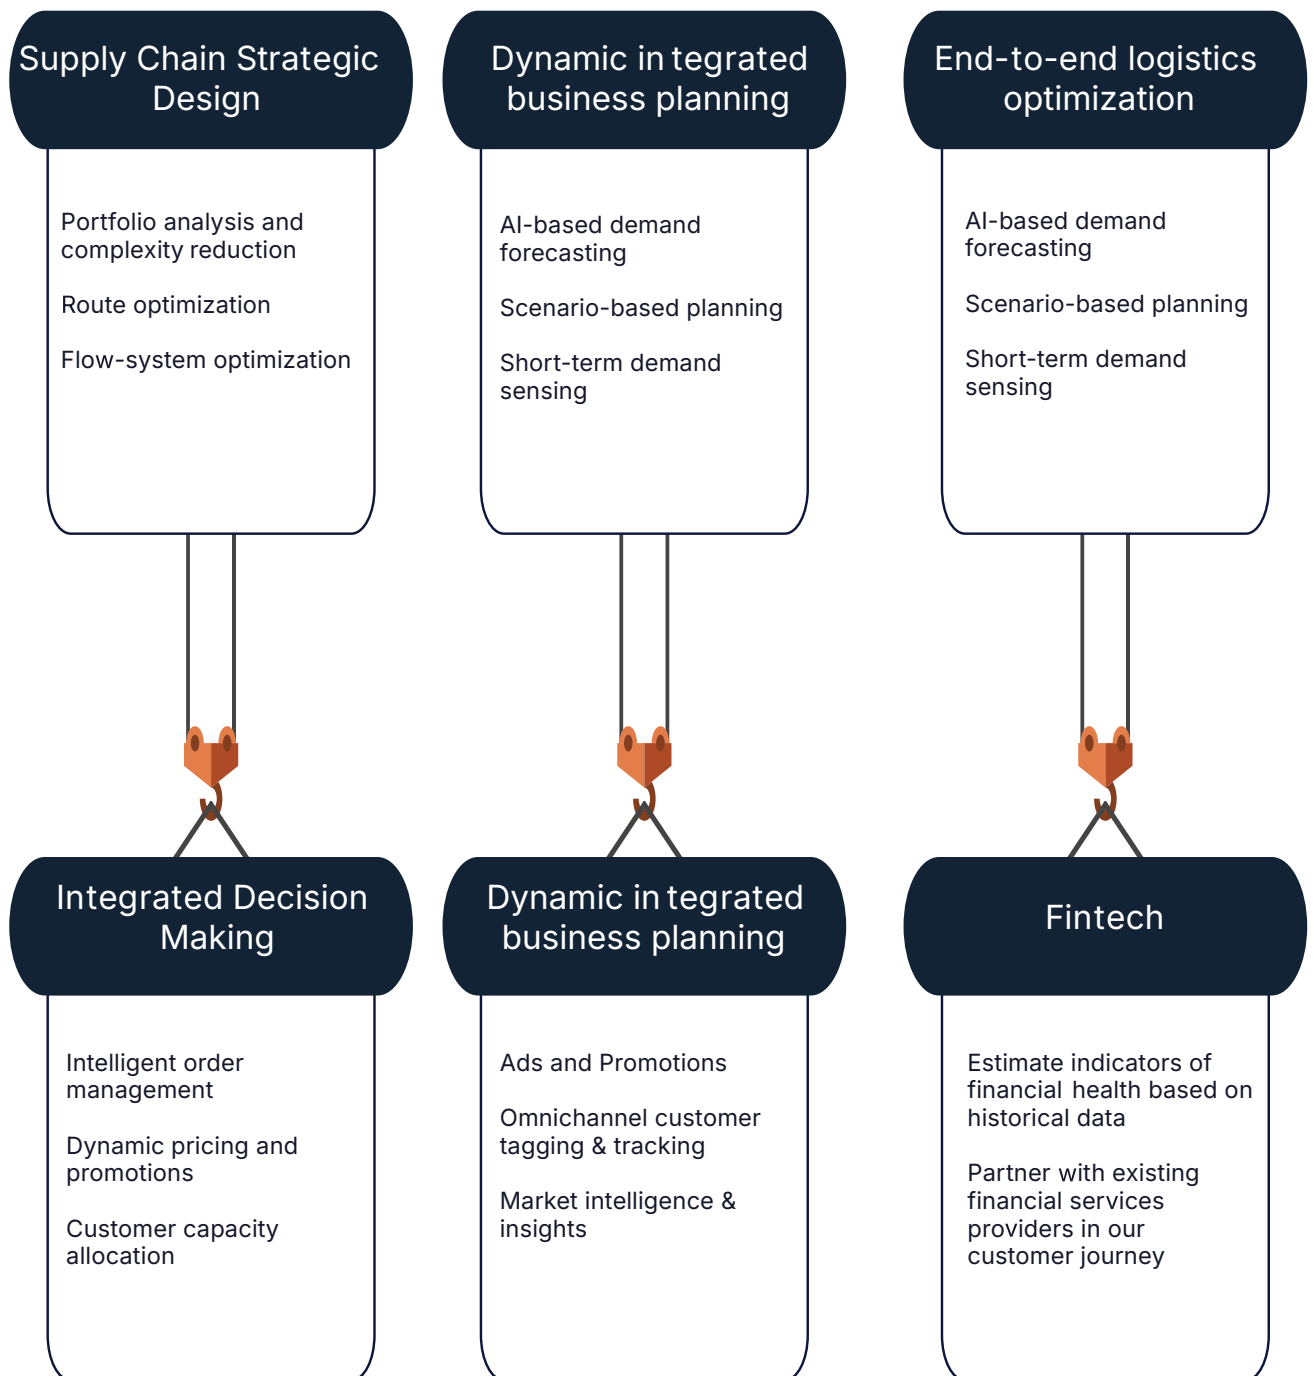 Supply Chain Strategic
Design
Portfolio analysis and
complexity reduction
Route optimization
Flow-system optimization
Dynamic integrated
business planning
AI-based demand
forecasting
Scenario-based planning
Short-term demand
sensing
End-to-end logistics
optimization
AI-based demand
forecasting
Scenario-based planning
Short-term demand
sensing
Integrated Decision
Making
Intelligent order
management
Dynamic pricing and
promotions
Customer capacity
allocation
Dynamic integrated
business planning
Ads and Promotions
Omnichannel customer
tagging & tracking
Market intelligence &
insights
Fintech
Estimate indicators of
financial health based on
historical data
Partner with existing
financial services
providers in our
customer journey